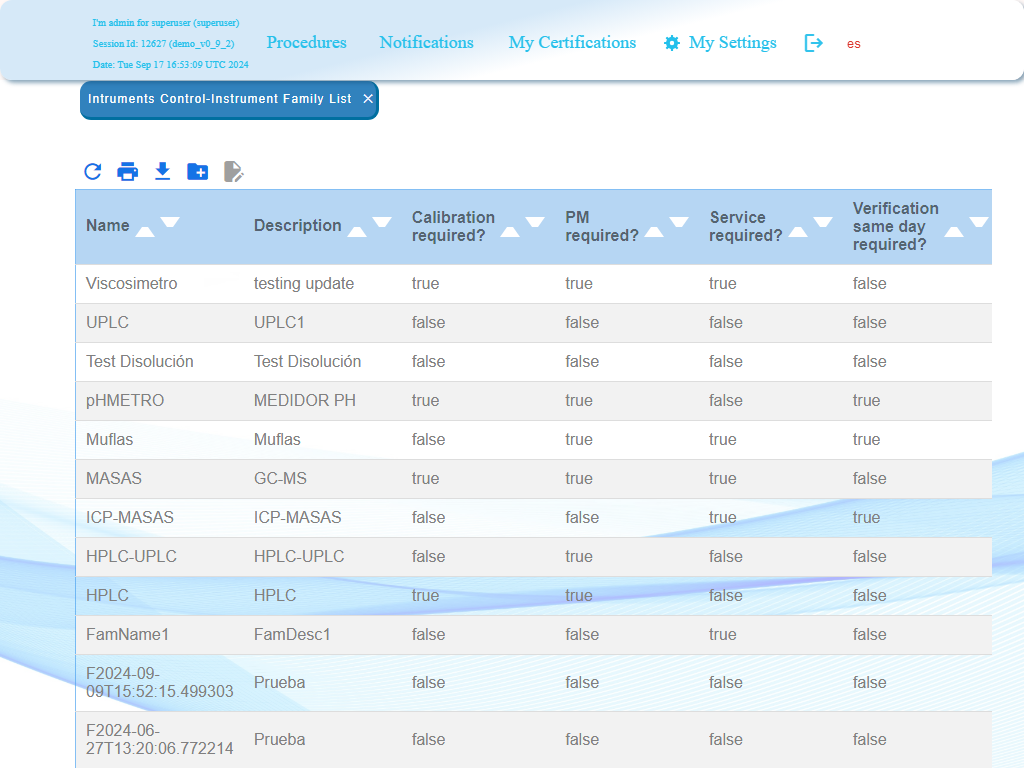 I'm admin for superuser (superuser)
Session Id: 12627 (demo_v0_9_2)
Date: Tue Sep 17 16:53:09 UTC 2024
Procedures Notifications My Certifications My Settings es
Intruments Control-Instrument Family List ×
Name Description Calibration required? PM required? Service required? Verification same day required?
Viscosimetro testing update true true true false
UPLC UPLC1 false false false false
Test Disolución Test Disolución false false false false
pHMETRO MEDIDOR PH true true false true
Muflas Muflas false true true true
MASAS GC-MS true true true false
ICP-MASAS ICP-MASAS false false true true
HPLC-UPLC HPLC-UPLC false true false false
HPLC HPLC true true false false
FamName1 FamDesc1 false false true false
F2024-09-
09T15:52:15.499303 Prueba false false false false
F2024-06-
27T13:20:06.772214 Prueba false false false false